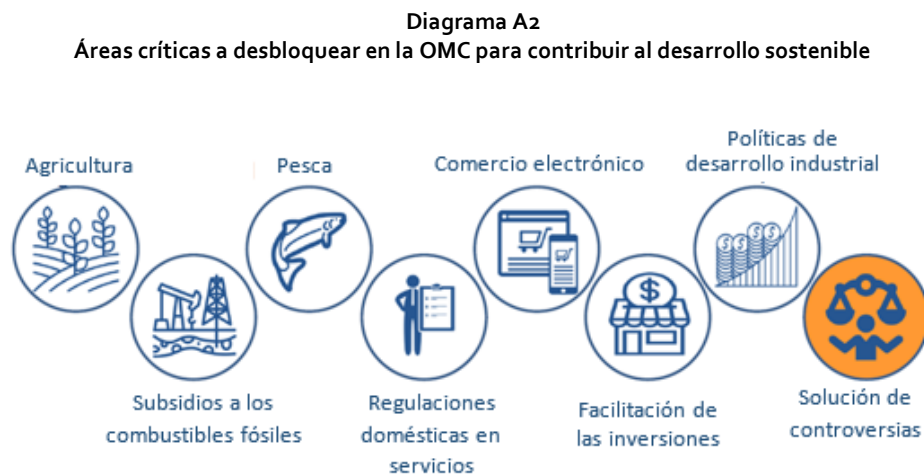 Diagrama A2
Áreas críticas a desbloquear en la OMC para contribuir al desarrollo sostenible
Agricultura
Pesca
Comercio electrónico
Políticas de
desarrollo industrial
$
$ $
$ $
$
Subsidios a los
combustibles fósiles
Regulaciones
domésticas en
servicios
Facilitación de
las inversiones
Solución de
controversias